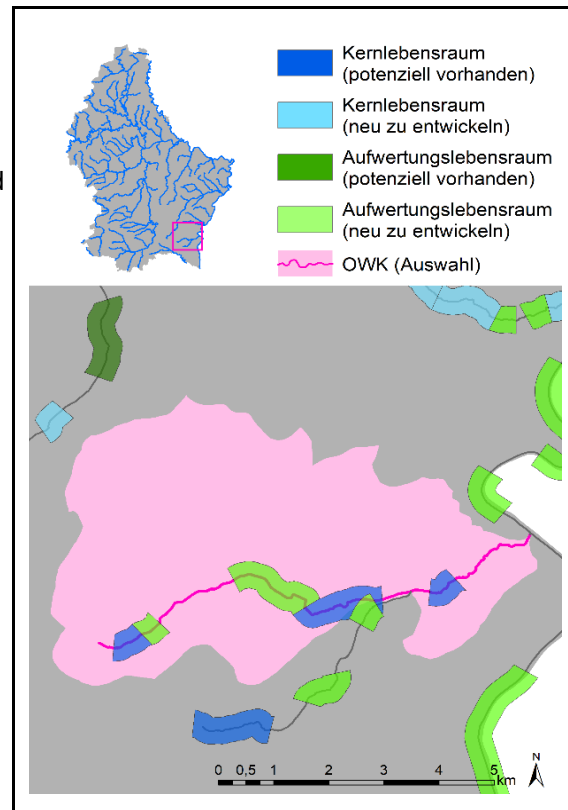 Kernlebensraum
(potenziell vorhanden)
Kernlebensraum
(neu zu entwickeln)
Aufwertungslebensraum
(potenziell vorhanden)
Aufwertungslebensraum
(neu zu entwickeln)
OWK (Auswahl)
d
0 0,5 1 2 3 4 5
km
N